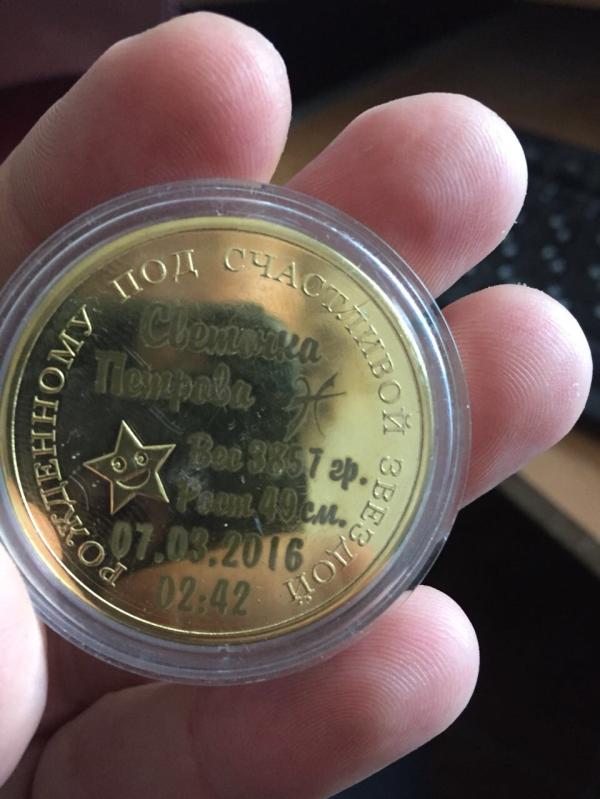 РОЖДЕННОМУ ПОД СЧАСТЛИВОЙ ЗВЕЗДОЙ
Светочка
Петрова
Вес 3857 гр.
Рост 49 см.
07.03.2016
02:42